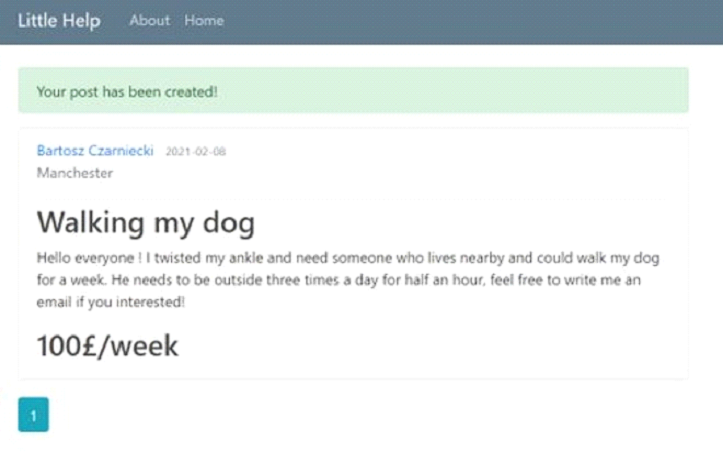 Little Help About Home
Your post has been created!
Bartosz Czarniecki 2021-02-08
Manchester
Walking my dog
Hello everyone ! I twisted my ankle and need someone who lives nearby and could walk my dog
for a week. He needs to be outside three times a day for half an hour, feel free to write me an
email if you interested!
100£/week
1